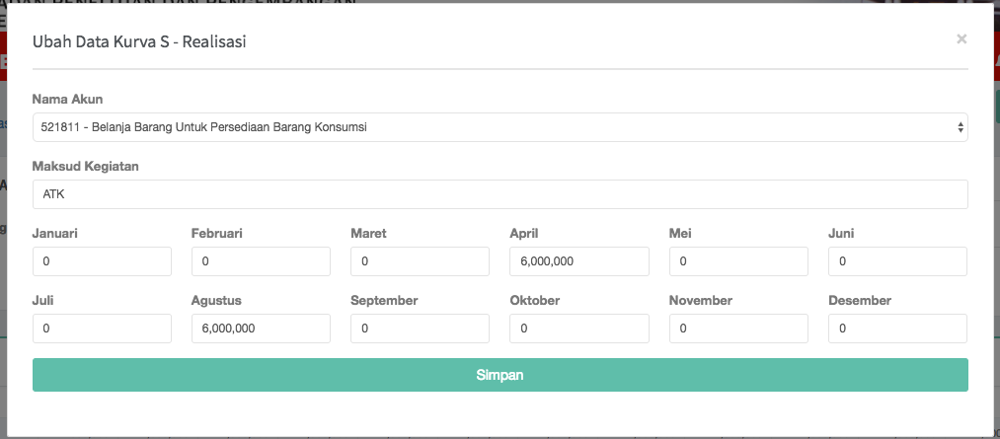 Ubah Data Kurva S - Realisasi
×
Nama Akun
521811 - Belanja Barang Untuk Persediaan Barang Konsumsi
Maksud Kegiatan
ATK
Januari Februari Maret April Mei Juni
0 0 0 6,000,000 0 0
Juli Agustus September Oktober November Desember
0 6,000,000 0 0 0 0
Simpan